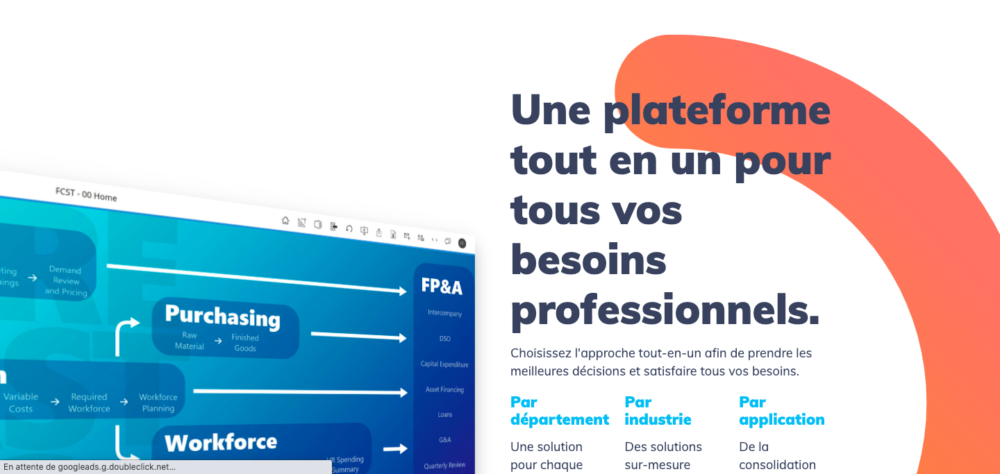 FCST - 00 Home
Demand
Review
and Pricing
FP&A
Intercompany
DSO
Capital Expenditure
Asset Financing
Loans
G&A
Quarterly Review
Purchasing
Raw
Material
Finished
Goods
Variable
Costs
Required
Workforce
Workforce
Planning
Workforce
Spending
Summary
En attente de googleads.g.doubleclick.net...
Une plateforme
tout en un pour
tous vos
besoins
professionnels.
Choisissez l'approche tout-en-un afin de prendre les
meilleures décisions et satisfaire tous vos besoins.
Par
département
Une solution
pour chaque
Par
industrie
Des solutions
sur-mesure
Par
application
De la
consolidation